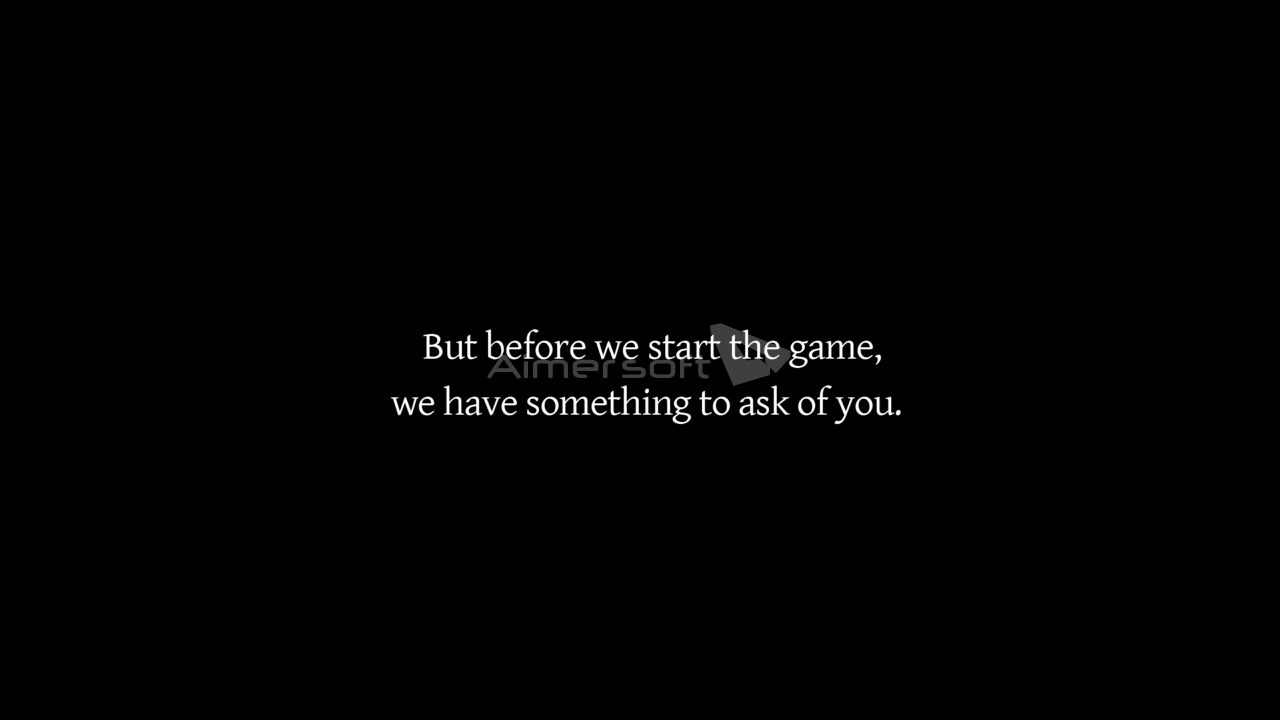 But before we start the game,
Aimersoft
we have something to ask of you.